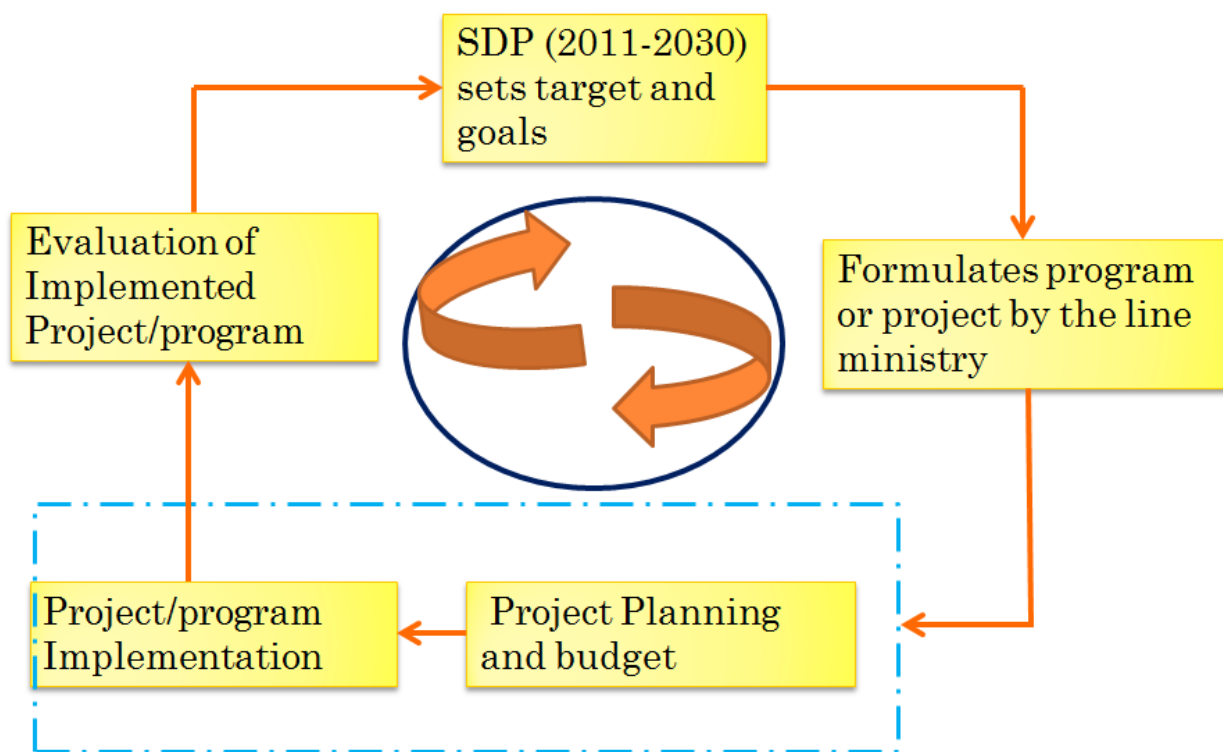 SDP (2011-2030)
sets target and
goals
Formulates program
or project by the line
ministry
Project Planning
and budget
Project/program
Implementation
Evaluation of
Implemented
Project/program